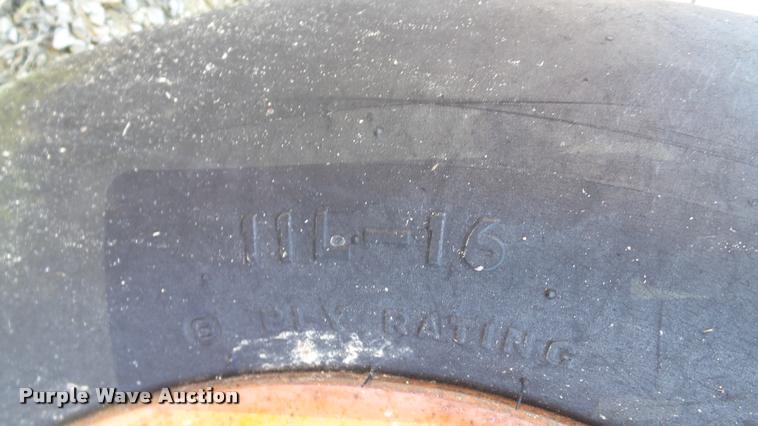 11L-16
8 PLY RATING
Purple Wave Auction